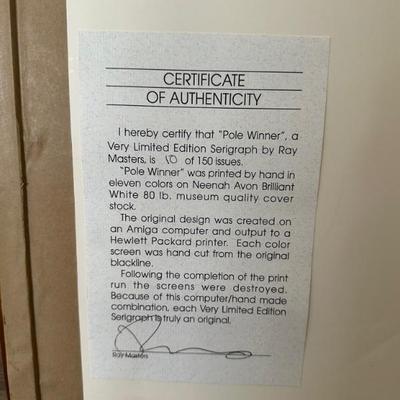 CERTIFICATE
OF AUTHENTICITY
I hereby certify that "Pole Winner", a
Very Limited Edition Serigraph by Ray
Masters, is 10 of 150 issues.
"Pole Winner" was printed by hand in
eleven colors on Neenah Avon Brilliant
White 80 lb. museum quality cover
stock.
The original design was created on
an Amiga computer and output to a
Hewlett Packard printer. Each color
screen was hand cut from the original
blackline.
Following the completion of the print
run the screens were destroyed.
Because of this computer/hand made
combination, each Very Limited Edition
Serigraph is truly an original.
Ray Masters